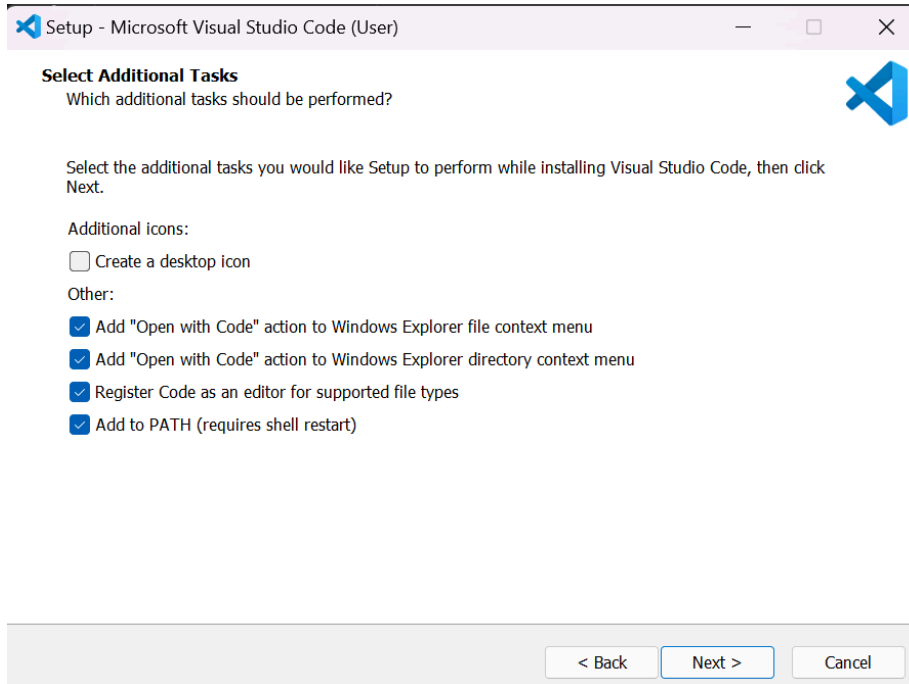 Setup - Microsoft Visual Studio Code (User)
Select Additional Tasks
Which additional tasks should be performed?
Select the additional tasks you would like Setup to perform while installing Visual Studio Code, then click
Next.
Additional icons:
Create a desktop icon
Other:
Add "Open with Code" action to Windows Explorer file context menu
Add "Open with Code" action to Windows Explorer directory context menu
Register Code as an editor for supported file types
Add to PATH (requires shell restart)
< Back Next > Cancel